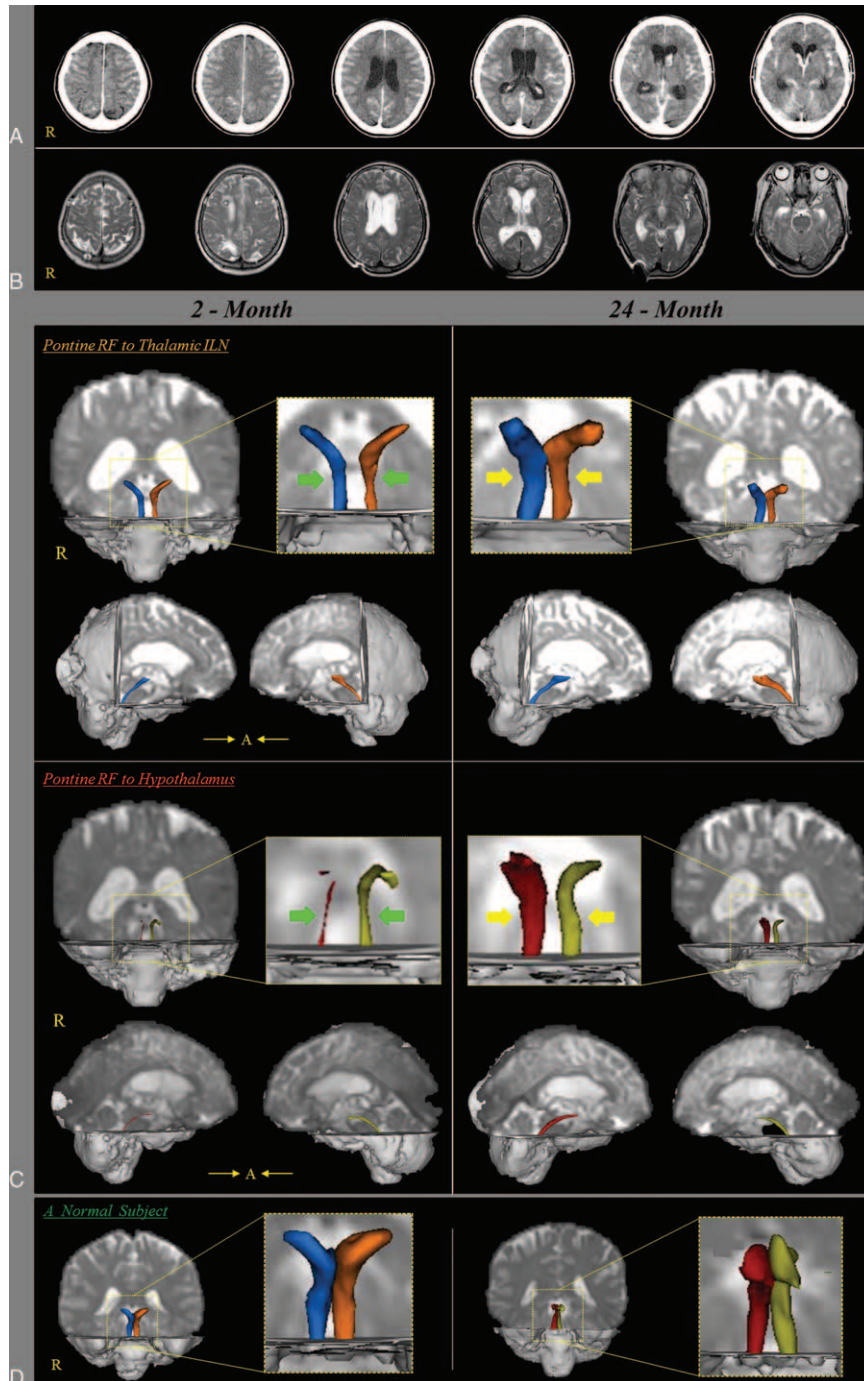 A
R
B
R
2 - Month
24 - Month
Pontine RF to Thalamic ILN
R
A
Pontine RF to Hypothalamus
R
A
C
A Normal Subject
R
D